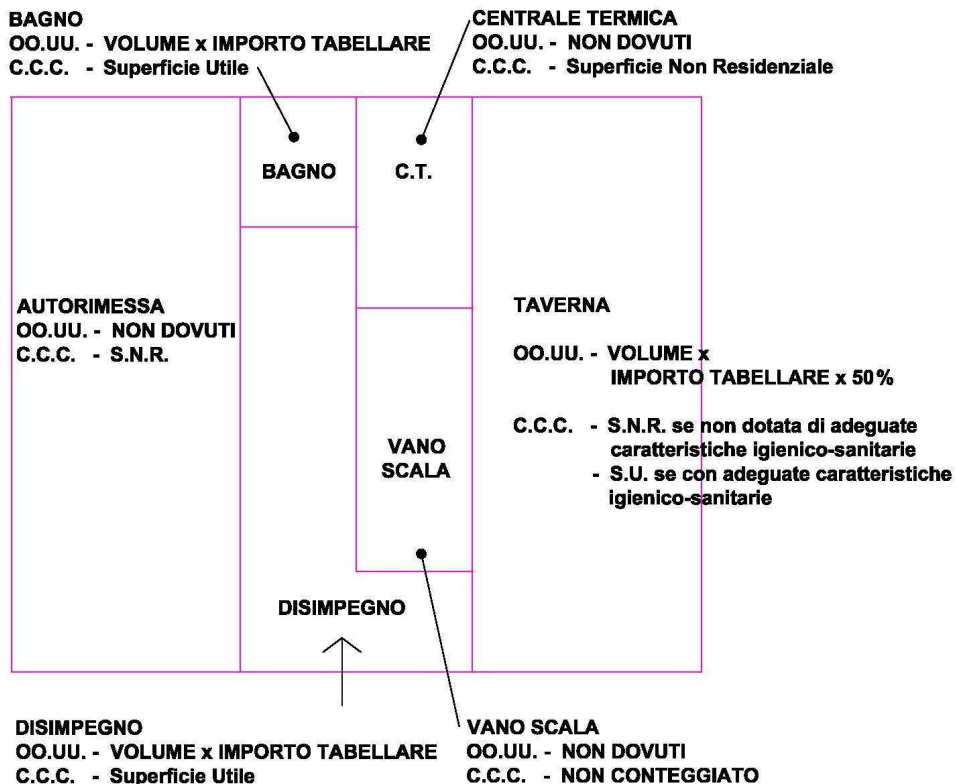 BAGNO
OO.UU. - VOLUME x IMPORTO TABELLARE
C.C.C. - Superficie Utile
CENTRALE TERMICA
OO.UU. - NON DOVUTI
C.C.C. - Superficie Non Residenziale
BAGNO
C.T.
AUTORIMESSA
OO.UU. - NON DOVUTI
C.C.C. - S.N.R.
TAVERNA
OO.UU. - VOLUME x
IMPORTO TABELLARE x 50%
C.C.C. - S.N.R. se non dotata di adeguate
caratteristiche igienico-sanitarie
- S.U. se con adeguate caratteristiche
igienico-sanitarie
VANO
SCALA
DISIMPEGNO
DISIMPEGNO
OO.UU. - VOLUME x IMPORTO TABELLARE
C.C.C. - Superficie Utile
VANO SCALA
OO.UU. - NON DOVUTI
C.C.C. - NON CONTEGGIATO